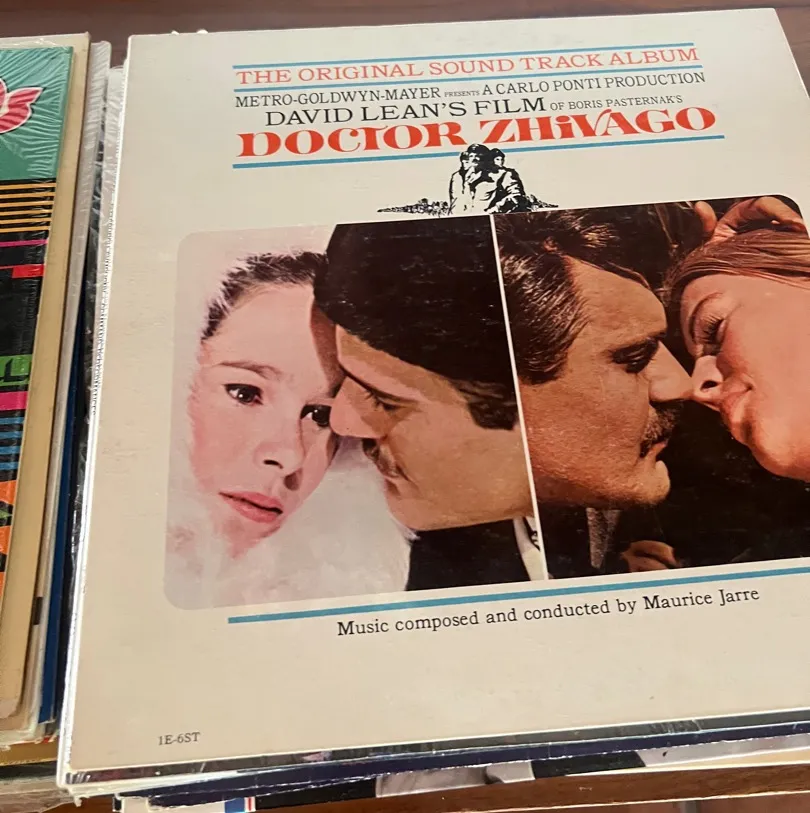 THE ORIGINAL SOUND TRACK ALBUM
METRO-GOLDWYN-MAYER PRESENTS A CARLO PONTI PRODUCTION
DAVID LEAN'S FILM OF BORIS PASTERNAK'S
DOCTOR ZHiVAGO
Music composed and conducted by Maurice Jarre
1E-6ST